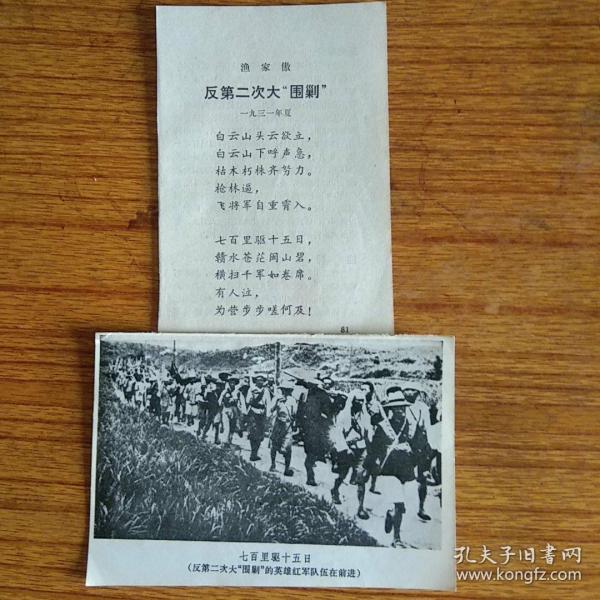 渔家傲
反第二次大“围剿”
一九三一年夏
白云山头云欲立，
白云山下呼声急，
枯木朽株齐努力。
枪林逼，
飞将军自重霄入。
七百里驱十五日，
赣水苍茫闽山碧，
横扫千军如卷席。
有人泣，
为营步步嗟何及！
81
七百里驱十五日
（反第二次大“围剿”的英雄红军队伍在前进）
孔夫子旧书网
www.kongfz.com